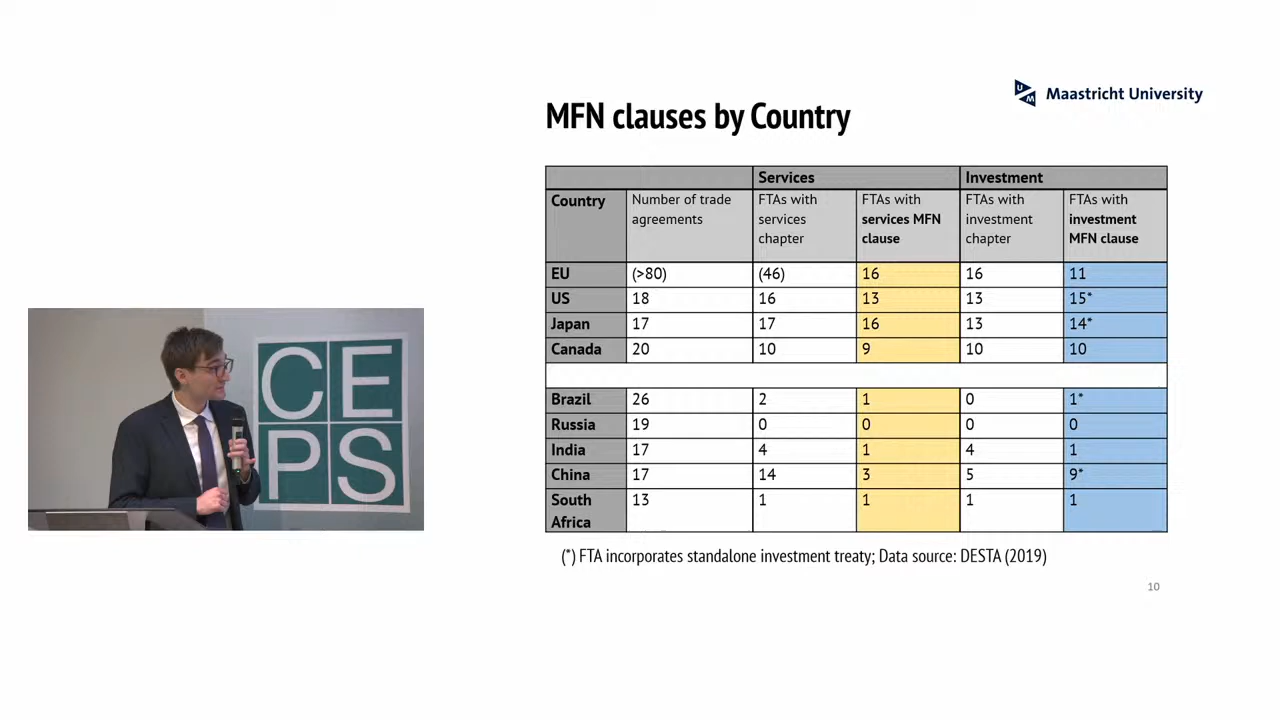 Maastricht University
UM
MFN clauses by Country
Services Investment
Country Number of trade agreements FTAs with services chapter FTAs with services MFN clause FTAs with investment chapter FTAs with investment MFN clause
EU (>80) (46) 16 16 11
US 18 16 13 13 15*
Japan 17 17 16 13 14*
Canada 20 10 9 10 10
Brazil 26 2 1 0 1*
Russia 19 0 0 0 0
India 17 4 1 4 1
China 17 14 3 5 9*
South Africa 13 1 1 1 1
(*) FTA incorporates standalone investment treaty; Data source: DESTA (2019)
10
CE
PS